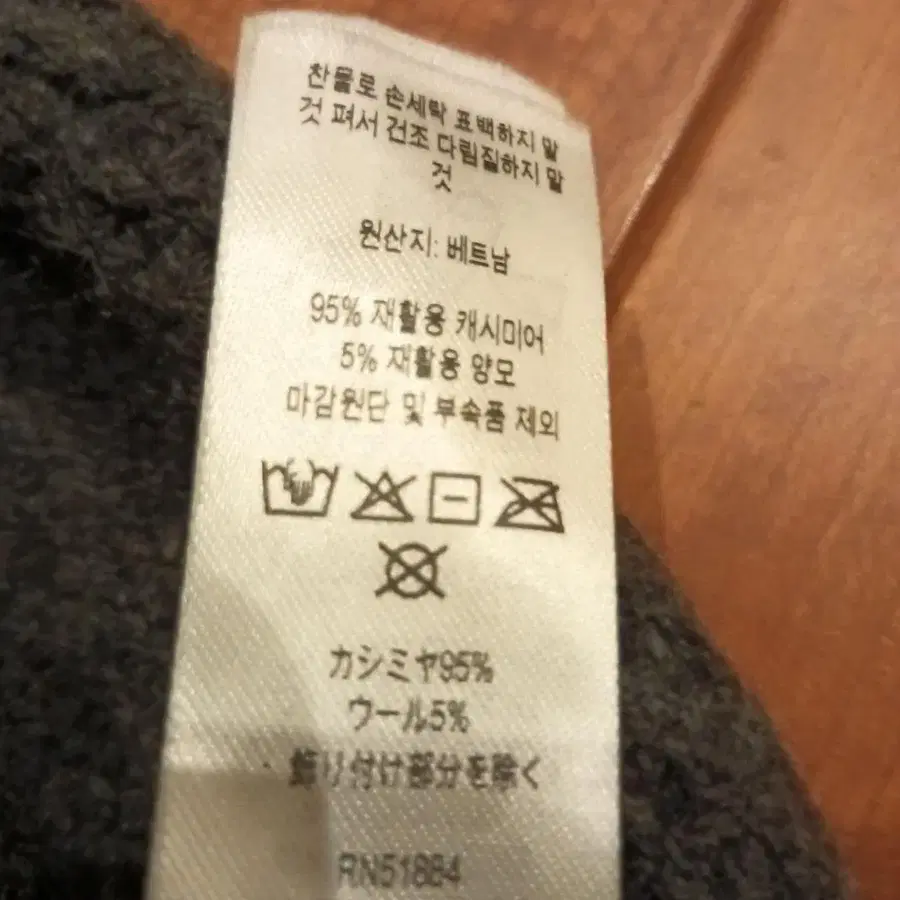 찬물로 손세탁 표백하지 말
것 펴서 건조 다림질하지 말
것
원산지: 베트남
95% 재활용 캐시미어
5% 재활용 양모
마감원단 및 부속품 제외
カシミヤ95%
ウール5%
・飾り付け部分を除く
RN51884